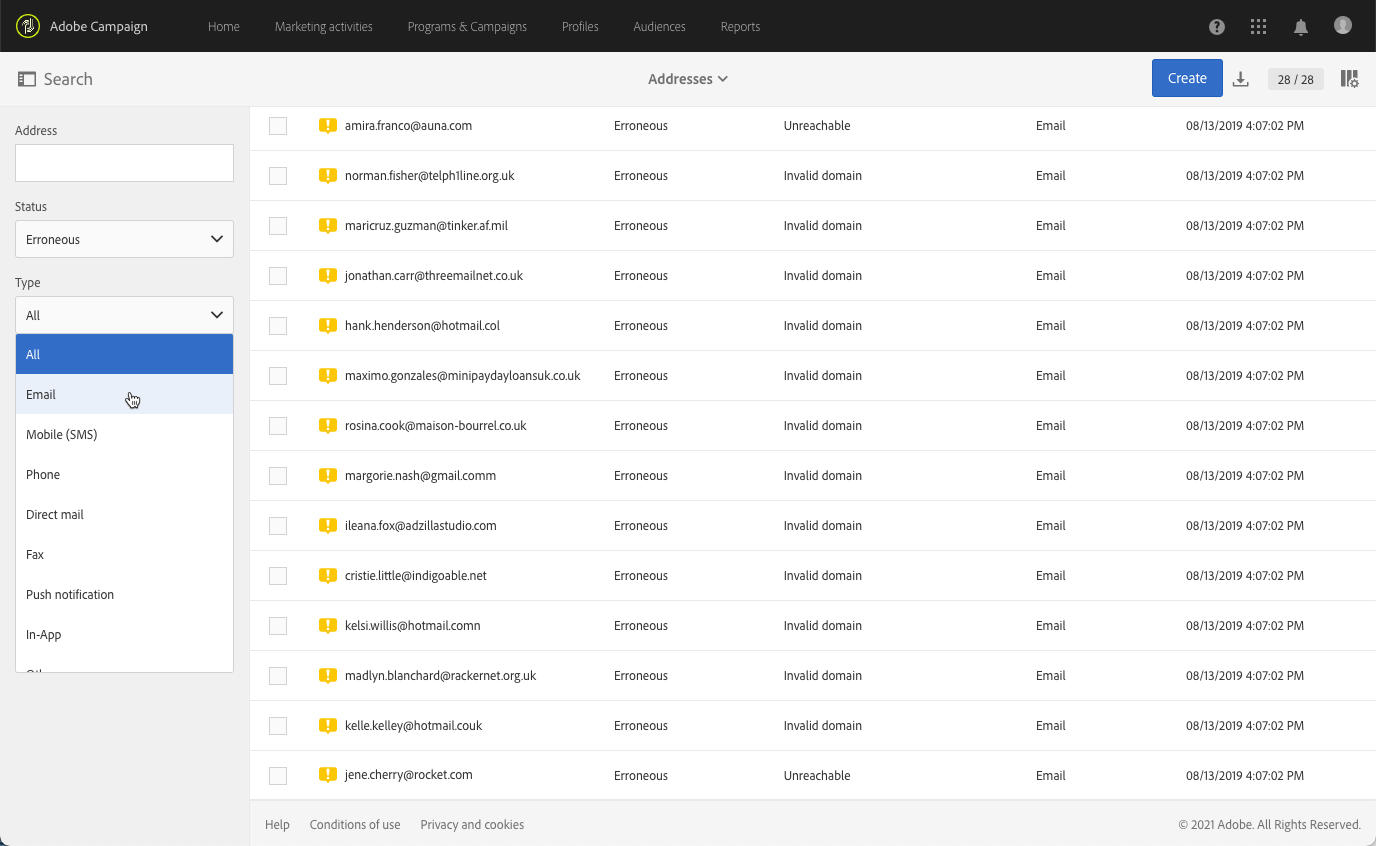 Adobe Campaign Home Marketing activities Programs & Campaigns Profiles Audiences Reports
Search Addresses Create 28 / 28
Address
Status
Erroneous
Type
All
All
Email
Mobile (SMS)
Phone
Direct mail
Fax
Push notification
In-App
amira.franco@auna.com Erroneous Unreachable Email 08/13/2019 4:07:02 PM
norman.fisher@telph1line.org.uk Erroneous Invalid domain Email 08/13/2019 4:07:02 PM
maricruz.guzman@tinker.af.mil Erroneous Invalid domain Email 08/13/2019 4:07:02 PM
jonathan.carr@threemailnet.co.uk Erroneous Invalid domain Email 08/13/2019 4:07:02 PM
hank.henderson@hotmail.col Erroneous Invalid domain Email 08/13/2019 4:07:02 PM
maximo.gonzales@minipaydayloansuk.co.uk Erroneous Invalid domain Email 08/13/2019 4:07:02 PM
rosina.cook@maison-bourrel.co.uk Erroneous Invalid domain Email 08/13/2019 4:07:02 PM
margorie.nash@gmail.comm Erroneous Invalid domain Email 08/13/2019 4:07:02 PM
ileana.fox@adzillastudio.com Erroneous Invalid domain Email 08/13/2019 4:07:02 PM
cristie.little@indigoable.net Erroneous Invalid domain Email 08/13/2019 4:07:02 PM
kelsi.willis@hotmail.comn Erroneous Invalid domain Email 08/13/2019 4:07:02 PM
madlyn.blanchard@rackernet.org.uk Erroneous Invalid domain Email 08/13/2019 4:07:02 PM
kelle.kelley@hotmail.couk Erroneous Invalid domain Email 08/13/2019 4:07:02 PM
jene.cherry@rocket.com Erroneous Unreachable Email 08/13/2019 4:07:02 PM
Help Conditions of use Privacy and cookies © 2021 Adobe. All Rights Reserved.